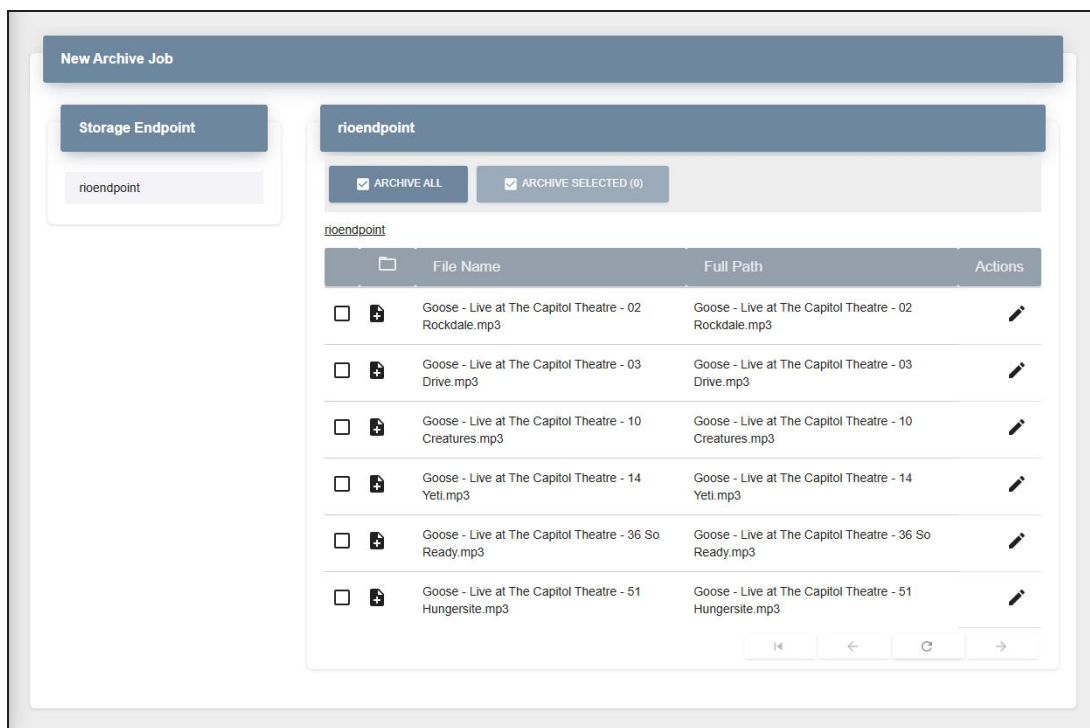 New Archive Job
Storage Endpoint
rioendpoint
rioendpoint
ARCHIVE ALL
ARCHIVE SELECTED (0)
rioendpoint
File Name
Full Path
Actions
Goose - Live at The Capitol Theatre - 02
Rockdale.mp3
Goose - Live at The Capitol Theatre - 02
Rockdale.mp3
Goose - Live at The Capitol Theatre - 03
Drive.mp3
Goose - Live at The Capitol Theatre - 03
Drive.mp3
Goose - Live at The Capitol Theatre - 10
Creatures.mp3
Goose - Live at The Capitol Theatre - 10
Creatures.mp3
Goose - Live at The Capitol Theatre - 14
Yeti.mp3
Goose - Live at The Capitol Theatre - 14
Yeti.mp3
Goose - Live at The Capitol Theatre - 36 So
Ready.mp3
Goose - Live at The Capitol Theatre - 36 So
Ready.mp3
Goose - Live at The Capitol Theatre - 51
Hungersite.mp3
Goose - Live at The Capitol Theatre - 51
Hungersite.mp3